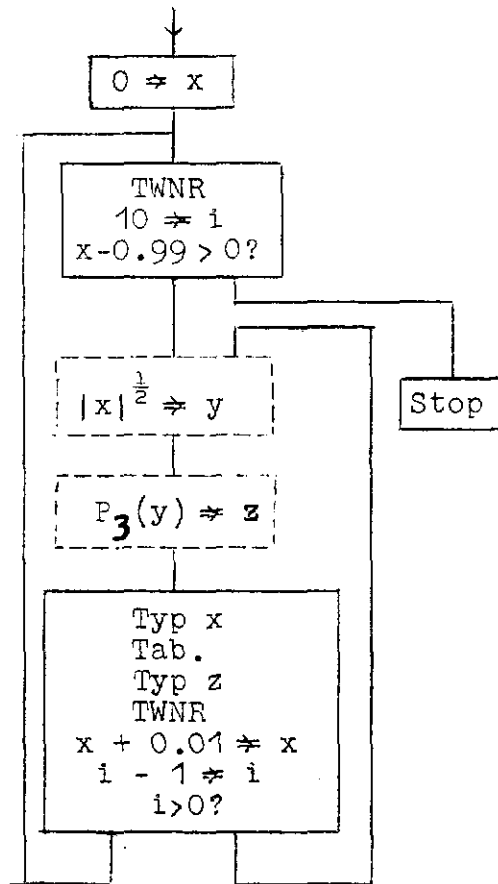 0 ⇒ x
TWNR
10 ⇒ i
x-0.99 > 0?
|x|^½ ⇒ y
Stop
P₃(y) ⇒ z
Typ x
Tab.
Typ z
TWNR
x + 0.01 ⇒ x
i - 1 ⇒ i
i>0?